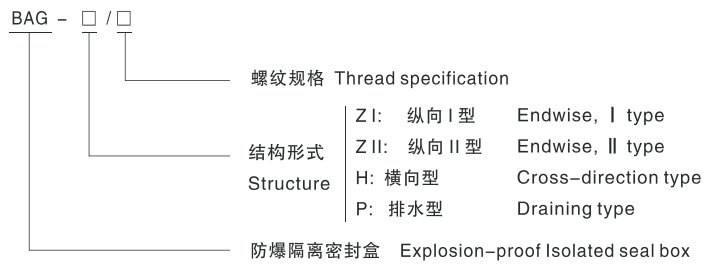 BAG - □ / □
螺纹规格 Thread specification
结构形式
Structure
Z I: 纵向 I 型 Endwise, Ⅰ type
Z II: 纵向 II 型 Endwise, Ⅱ type
H: 横向型 Cross-direction type
P: 排水型 Draining type
防爆隔离密封盒 Explosion-proof Isolated seal box